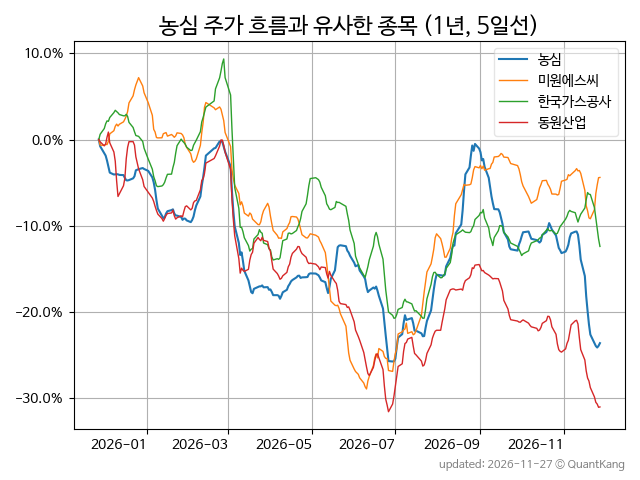 농심 주가 흐름과 유사한 종목 (1년, 5일선)
농심
미원에스씨
한국가스공사
동원산업
10.0%
0.0%
−10.0%
−20.0%
−30.0%
2026−01 2026−03 2026−05 2026−07 2026−09 2026−11
updated: 2026-11-27 © QuantKang